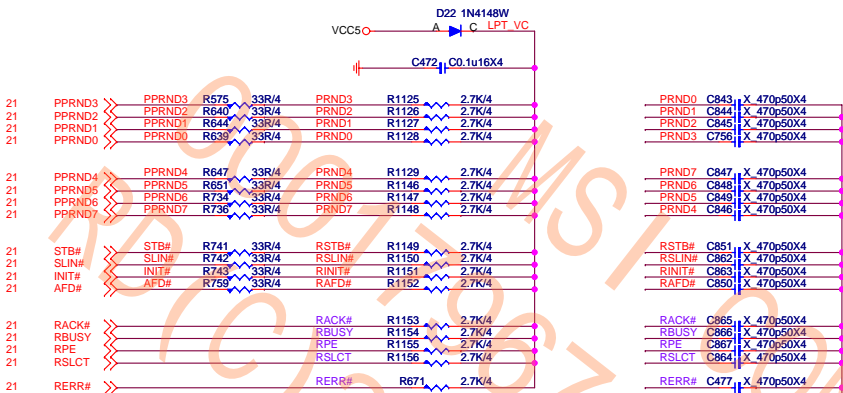 D22 1N4148W
VCC5 A C LPT_VC
C472 C0.1u16X4
21 PPRND3 PPRND3 R575 33R/4 PRND3 R1125 2.7K/4 PRND0 C843 X_470p50X4
21 PPRND2 PPRND2 R640 33R/4 PRND2 R1126 2.7K/4 PRND1 C844 X_470p50X4
21 PPRND1 PPRND1 R644 33R/4 PRND1 R1127 2.7K/4 PRND2 C845 X_470p50X4
21 PPRND0 PPRND0 R639 33R/4 PRND0 R1128 2.7K/4 PRND3 C756 X_470p50X4
21 PPRND4 PPRND4 R647 33R/4 PRND4 R1129 2.7K/4 PRND7 C847 X_470p50X4
21 PPRND5 PPRND5 R651 33R/4 PRND5 R1146 2.7K/4 PRND6 C848 X_470p50X4
21 PPRND6 PPRND6 R734 33R/4 PRND6 R1147 2.7K/4 PRND5 C849 X_470p50X4
21 PPRND7 PPRND7 R736 33R/4 PRND7 R1148 2.7K/4 PRND4 C846 X_470p50X4
21 STB# STB# R741 33R/4 RSTB# R1149 2.7K/4 RSTB# C851 X_470p50X4
21 SLIN# SLIN# R742 33R/4 RSLIN# R1150 2.7K/4 RSLIN# C862 X_470p50X4
21 INIT# INIT# R743 33R/4 RINIT# R1151 2.7K/4 RINIT# C863 X_470p50X4
21 AFD# AFD# R759 33R/4 RAFD# R1152 2.7K/4 RAFD# C850 X_470p50X4
21 RACK# RACK# R1153 2.7K/4 RACK# C865 X_470p50X4
21 RBUSY RBUSY R1154 2.7K/4 RBUSY C866 X_470p50X4
21 RPE RPE R1155 2.7K/4 RPE C867 X_470p50X4
21 RSLCT RSLCT R1156 2.7K/4 RSLCT C864 X_470p50X4
21 RERR# RERR# R671 2.7K/4 RERR# C477 X_470p50X4
MSI